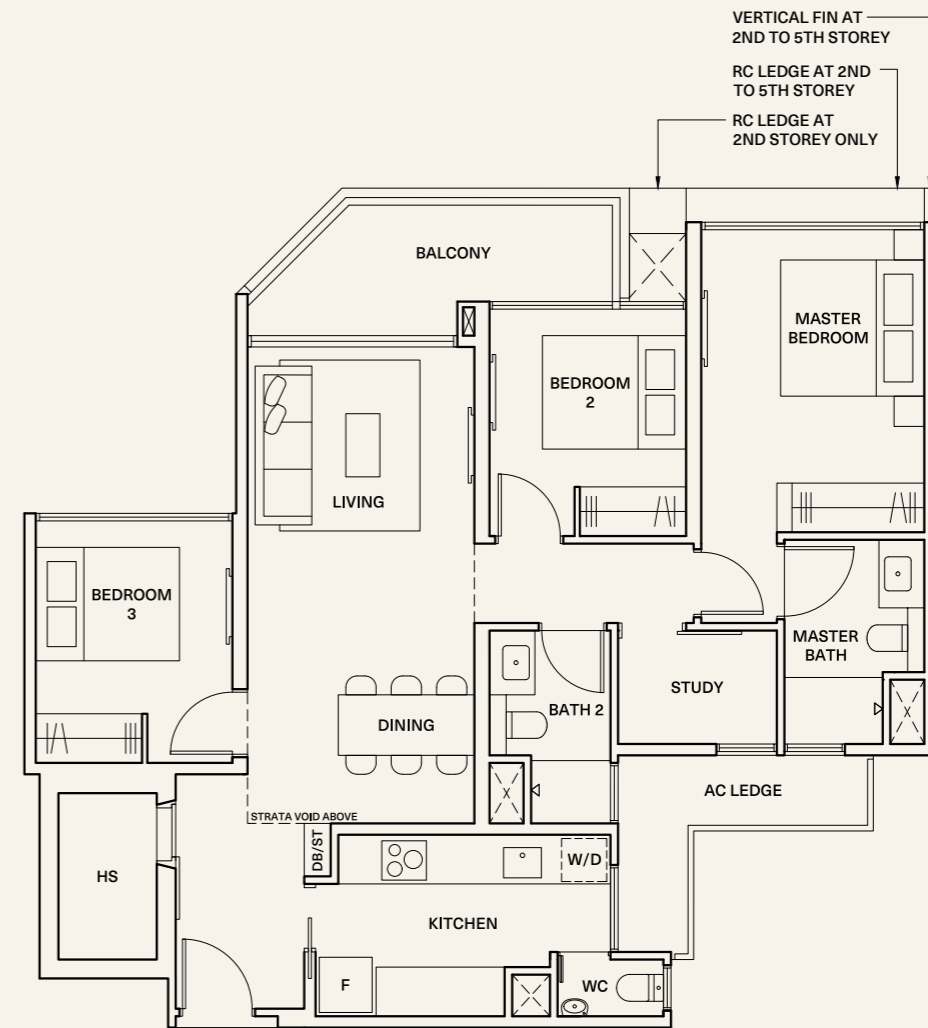 VERTICAL FIN AT
2ND TO 5TH STOREY
RC LEDGE AT 2ND
TO 5TH STOREY
RC LEDGE AT
2ND STOREY ONLY
BALCONY
MASTER
BEDROOM
BEDROOM
2
LIVING
BEDROOM
3
MASTER
BATH
STUDY
BATH 2
DINING
AC LEDGE
STRATA VOID ABOVE
DB/ST
W/D
HS
KITCHEN
F
WC